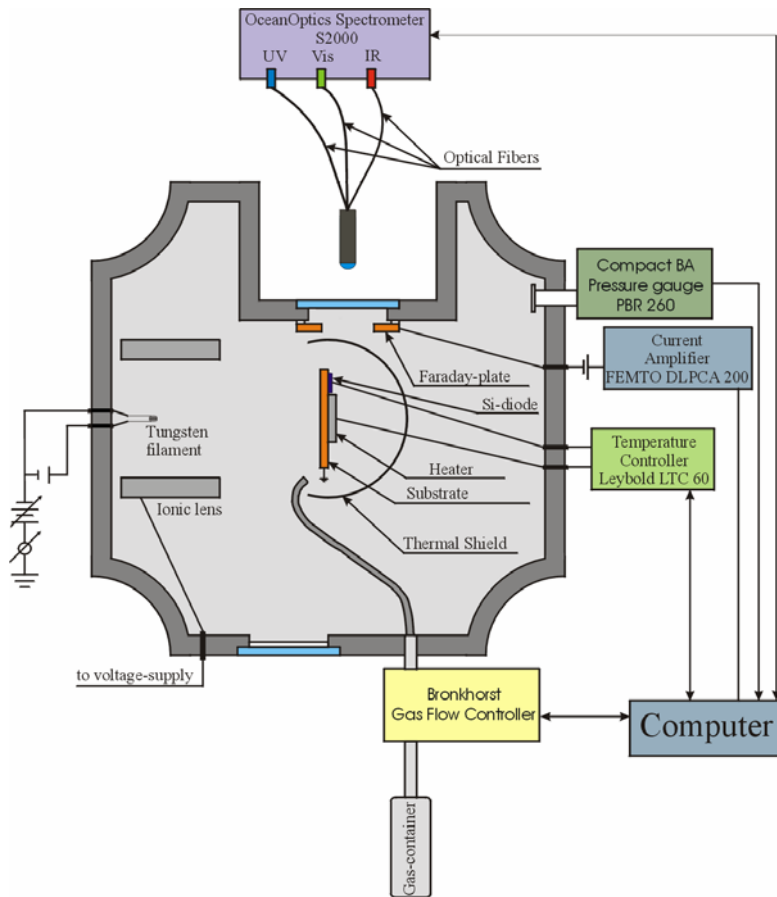 OceanOptics Spectrometer
S2000
UV Vis IR
Optical Fibers
Compact BA
Pressure gauge
PBR 260
Current
Amplifier
FEMTO DLPCA 200
Faraday-plate
Si-diode
Tungsten
filament
Temperature
Controller
Leybold LTC 60
Heater
Substrate
Ionic lens
Thermal Shield
to voltage-supply
Bronkhorst
Gas Flow Controller
Computer
Gas-container